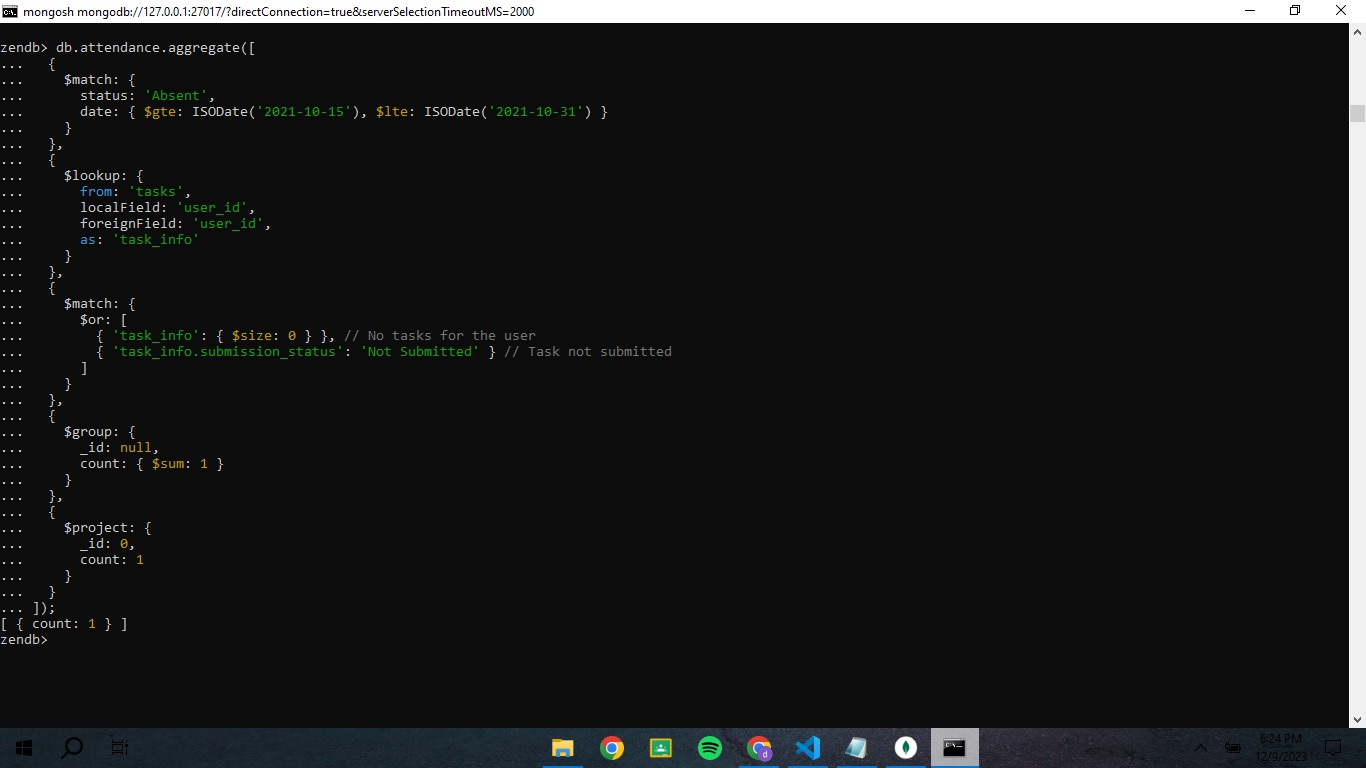 mongosh mongodb://127.0.0.1:27017/?directConnection=true&serverSelectionTimeoutMS=2000
zendb> db.attendance.aggregate([
...   {
...     $match: {
...       status: 'Absent',
...       date: { $gte: ISODate('2021-10-15'), $lte: ISODate('2021-10-31') }
...     }
...   },
...   {
...     $lookup: {
...       from: 'tasks',
...       localField: 'user_id',
...       foreignField: 'user_id',
...       as: 'task_info'
...     }
...   },
...   {
...     $match: {
...       $or: [
...         { 'task_info': { $size: 0 } }, // No tasks for the user
...         { 'task_info.submission_status': 'Not Submitted' } // Task not submitted
...       ]
...     }
...   },
...   {
...     $group: {
...       _id: null,
...       count: { $sum: 1 }
...     }
...   },
...   {
...     $project: {
...       _id: 0,
...       count: 1
...     }
...   }
... ]);
[ { count: 1 } ]
zendb>
6:24 PM
12/9/2023